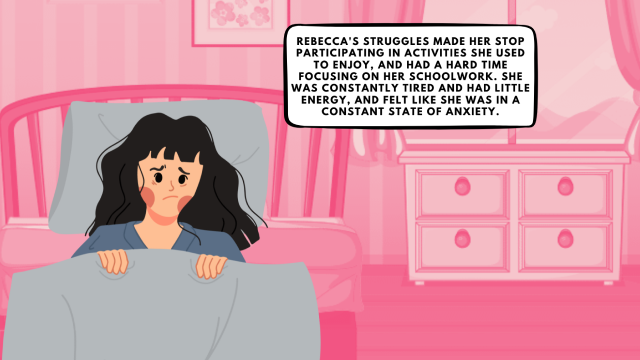 REBECCA'S STRUGGLES MADE HER STOP
PARTICIPATING IN ACTIVITIES SHE USED
TO ENJOY, AND HAD A HARD TIME
FOCUSING ON HER SCHOOLWORK. SHE
WAS CONSTANTLY TIRED AND HAD LITTLE
ENERGY, AND FELT LIKE SHE WAS IN A
CONSTANT STATE OF ANXIETY.